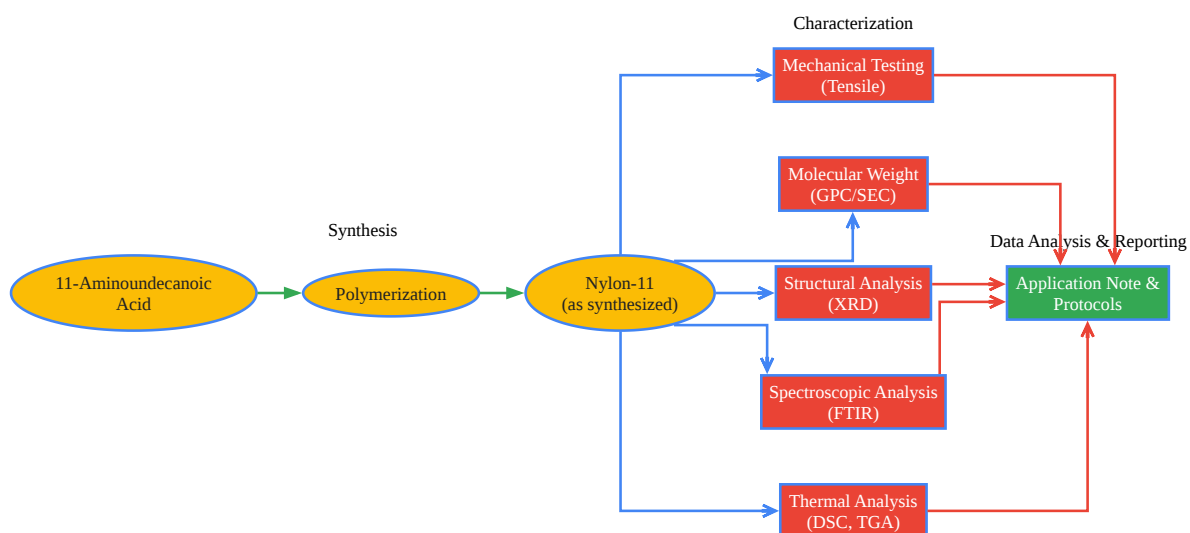 Characterization
Mechanical Testing
(Tensile)
Molecular Weight
(GPC/SEC)
Synthesis
Data Analysis & Reporting
11-Aminoundecanoic
Acid
Polymerization
Nylon-11
(as synthesized)
Structural Analysis
(XRD)
Application Note &
Protocols
Spectroscopic Analysis
(FTIR)
Thermal Analysis
(DSC, TGA)